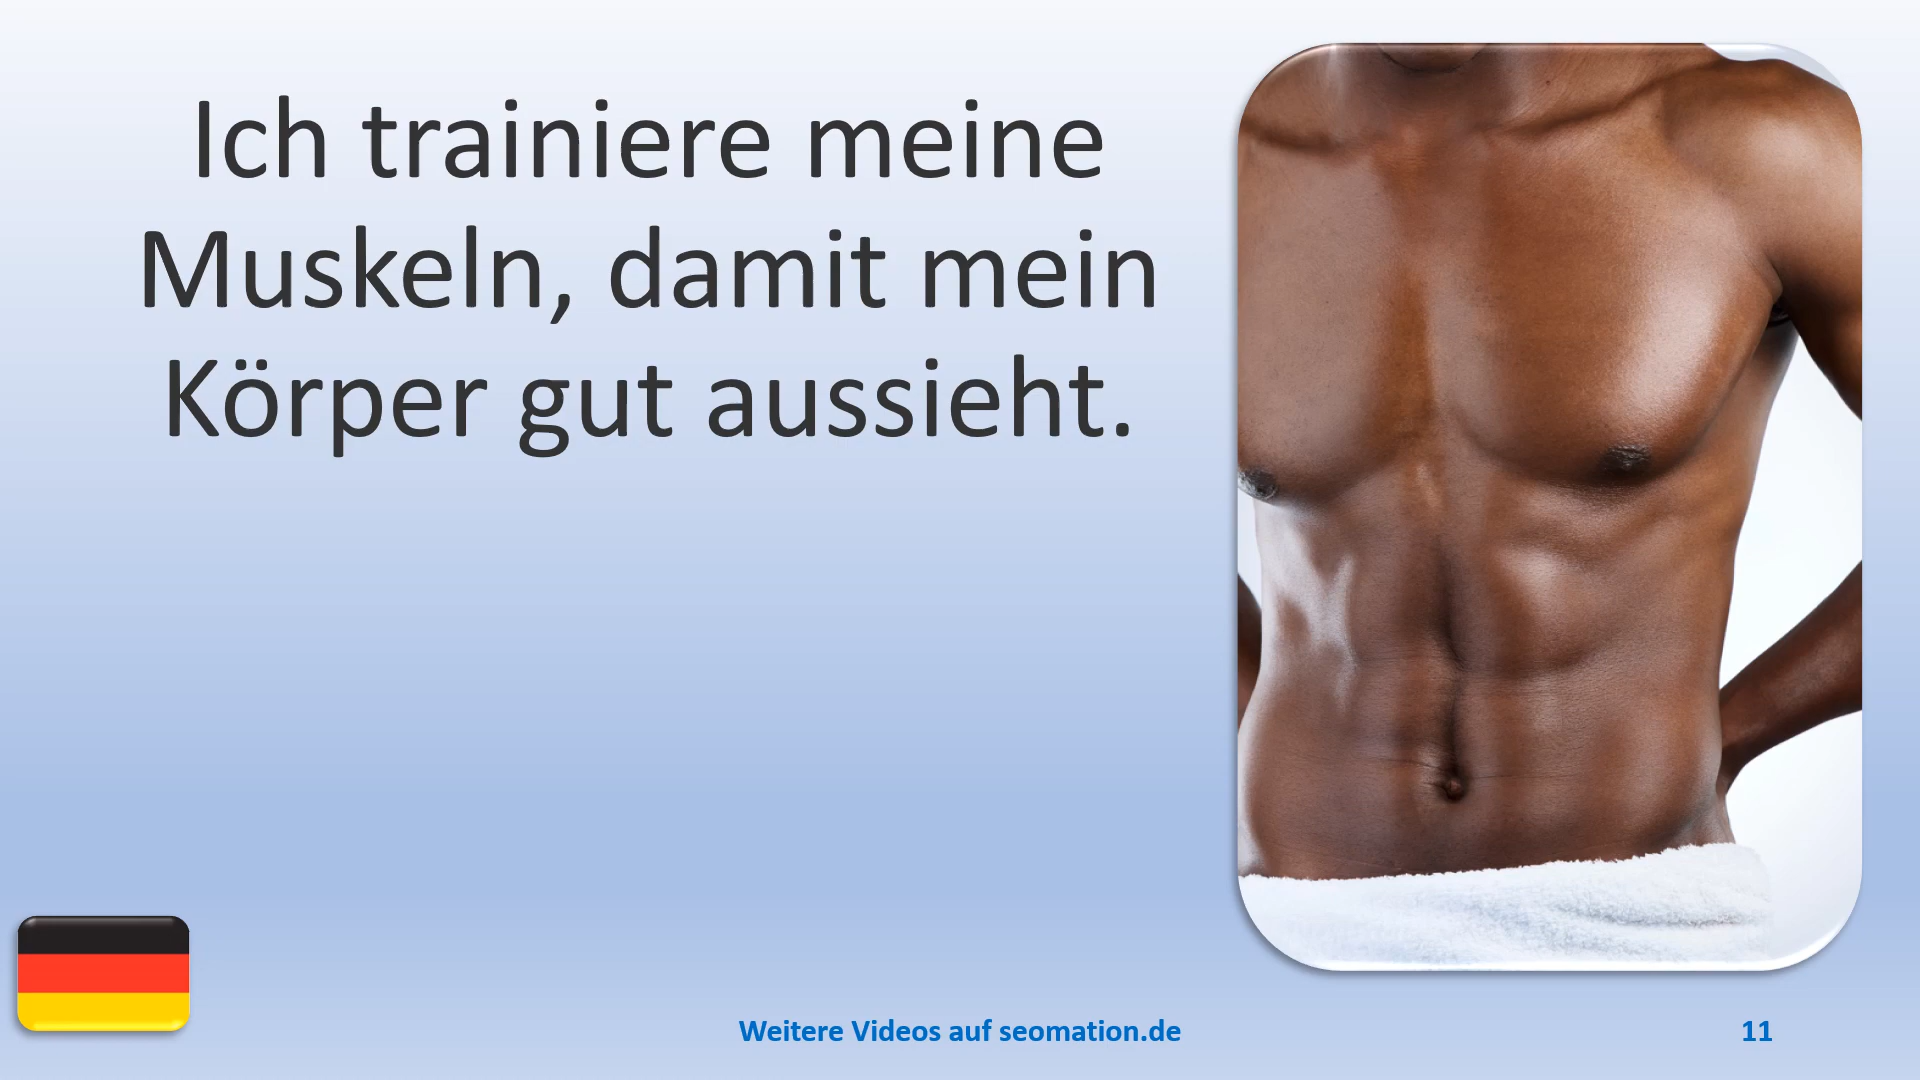 Ich trainiere meine
Muskeln, damit mein
Körper gut aussieht.
Weitere Videos auf seomation.de
11